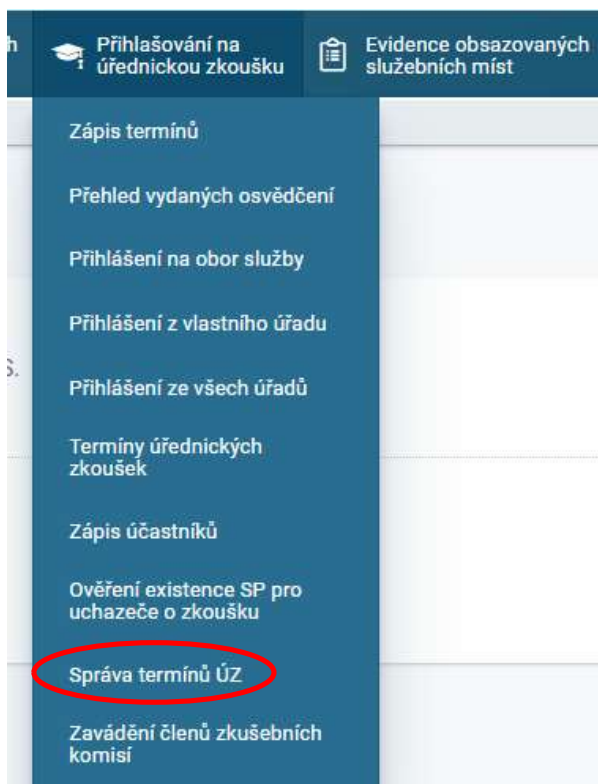 h
Přihlašování na
úřednickou zkoušku
Evidence obsazovaných
služebních míst
Zápis termínů
Přehled vydaných osvědčení
Přihlášení na obor služby
Přihlášení z vlastního úřadu
S.
Přihlášení ze všech úřadů
Termíny úřednických
zkoušek
Zápis účastníků
Ověření existence SP pro
uchazeče o zkoušku
Správa termínů ÚZ
Zavádění členů zkušebních
komisí